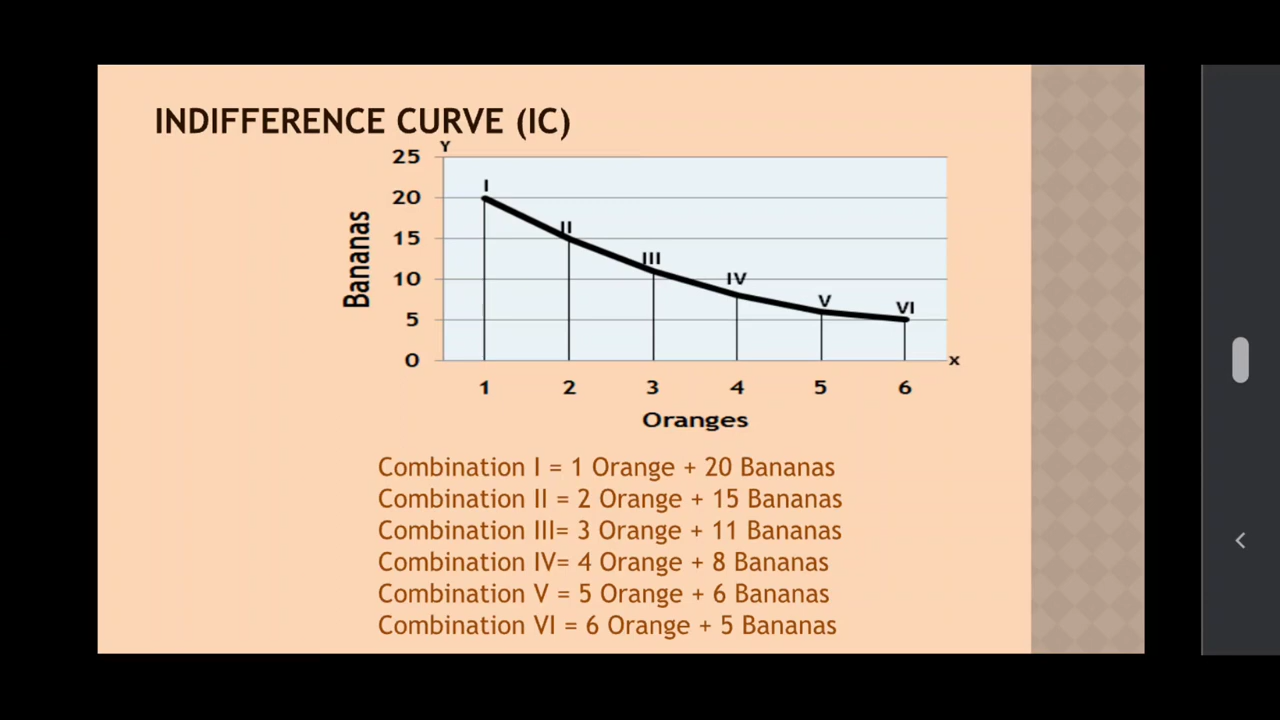 INDIFFERENCE CURVE (IC)
Y
25
20
15
10
5
0
Bananas
I
II
III
IV
V
VI
x
1 2 3 4 5 6
Oranges
Combination I = 1 Orange + 20 Bananas
Combination II = 2 Orange + 15 Bananas
Combination III= 3 Orange + 11 Bananas
Combination IV= 4 Orange + 8 Bananas
Combination V = 5 Orange + 6 Bananas
Combination VI = 6 Orange + 5 Bananas